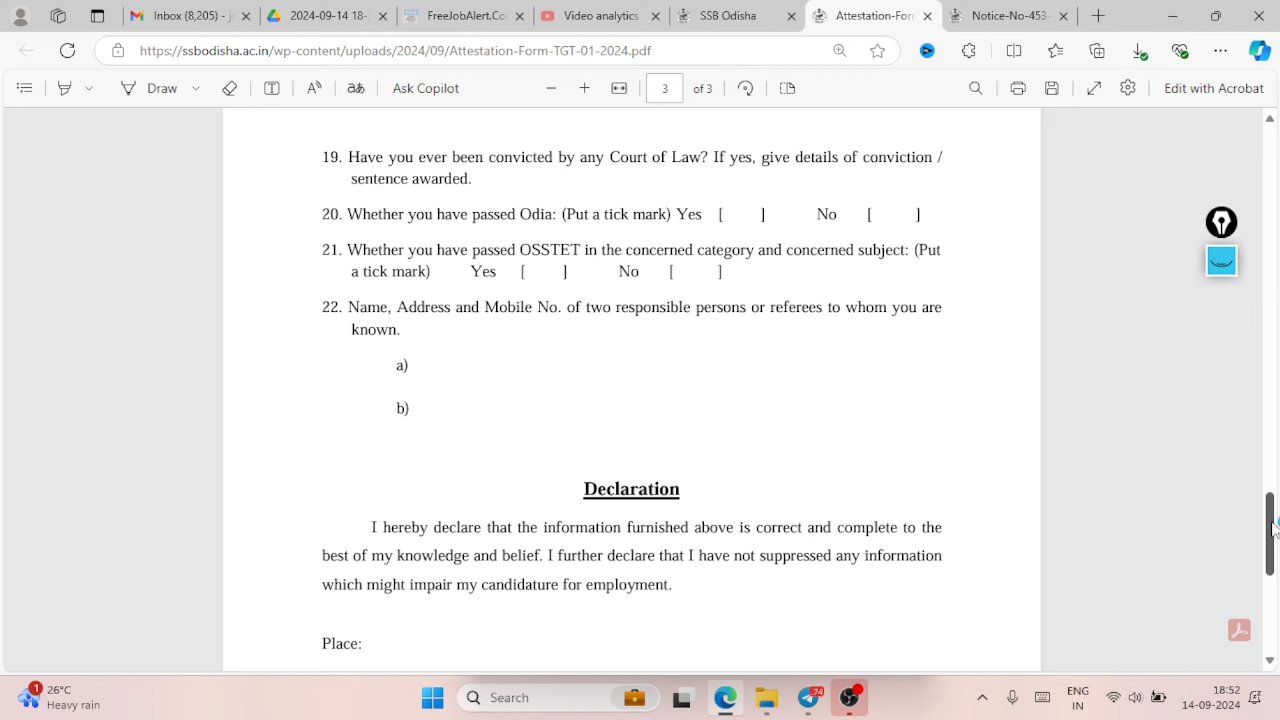 Inbox (8,205) - j
2024-09-14 18-2
FreeJobAlert.Co
Video analytics
SSB Odisha
Attestation-For
Notice-No-453-
https://ssbodisha.ac.in/wp-content/uploads/2024/09/Attestation-Form-TGT-01-2024.pdf
Draw
Ask Copilot
3 of 3
Edit with Acrobat
19. Have you ever been convicted by any Court of Law? If yes, give details of conviction /
sentence awarded.
20. Whether you have passed Odia: (Put a tick mark) Yes [ ] No [ ]
21. Whether you have passed OSSTET in the concerned category and concerned subject: (Put
a tick mark) Yes [ ] No [ ]
22. Name, Address and Mobile No. of two responsible persons or referees to whom you are
known.
a)
b)
Declaration
I hereby declare that the information furnished above is correct and complete to the
best of my knowledge and belief. I further declare that I have not suppressed any information
which might impair my candidature for employment.
Place:
1
26°C
Heavy rain
Search
74
ENG
IN
18:52
14-09-2024